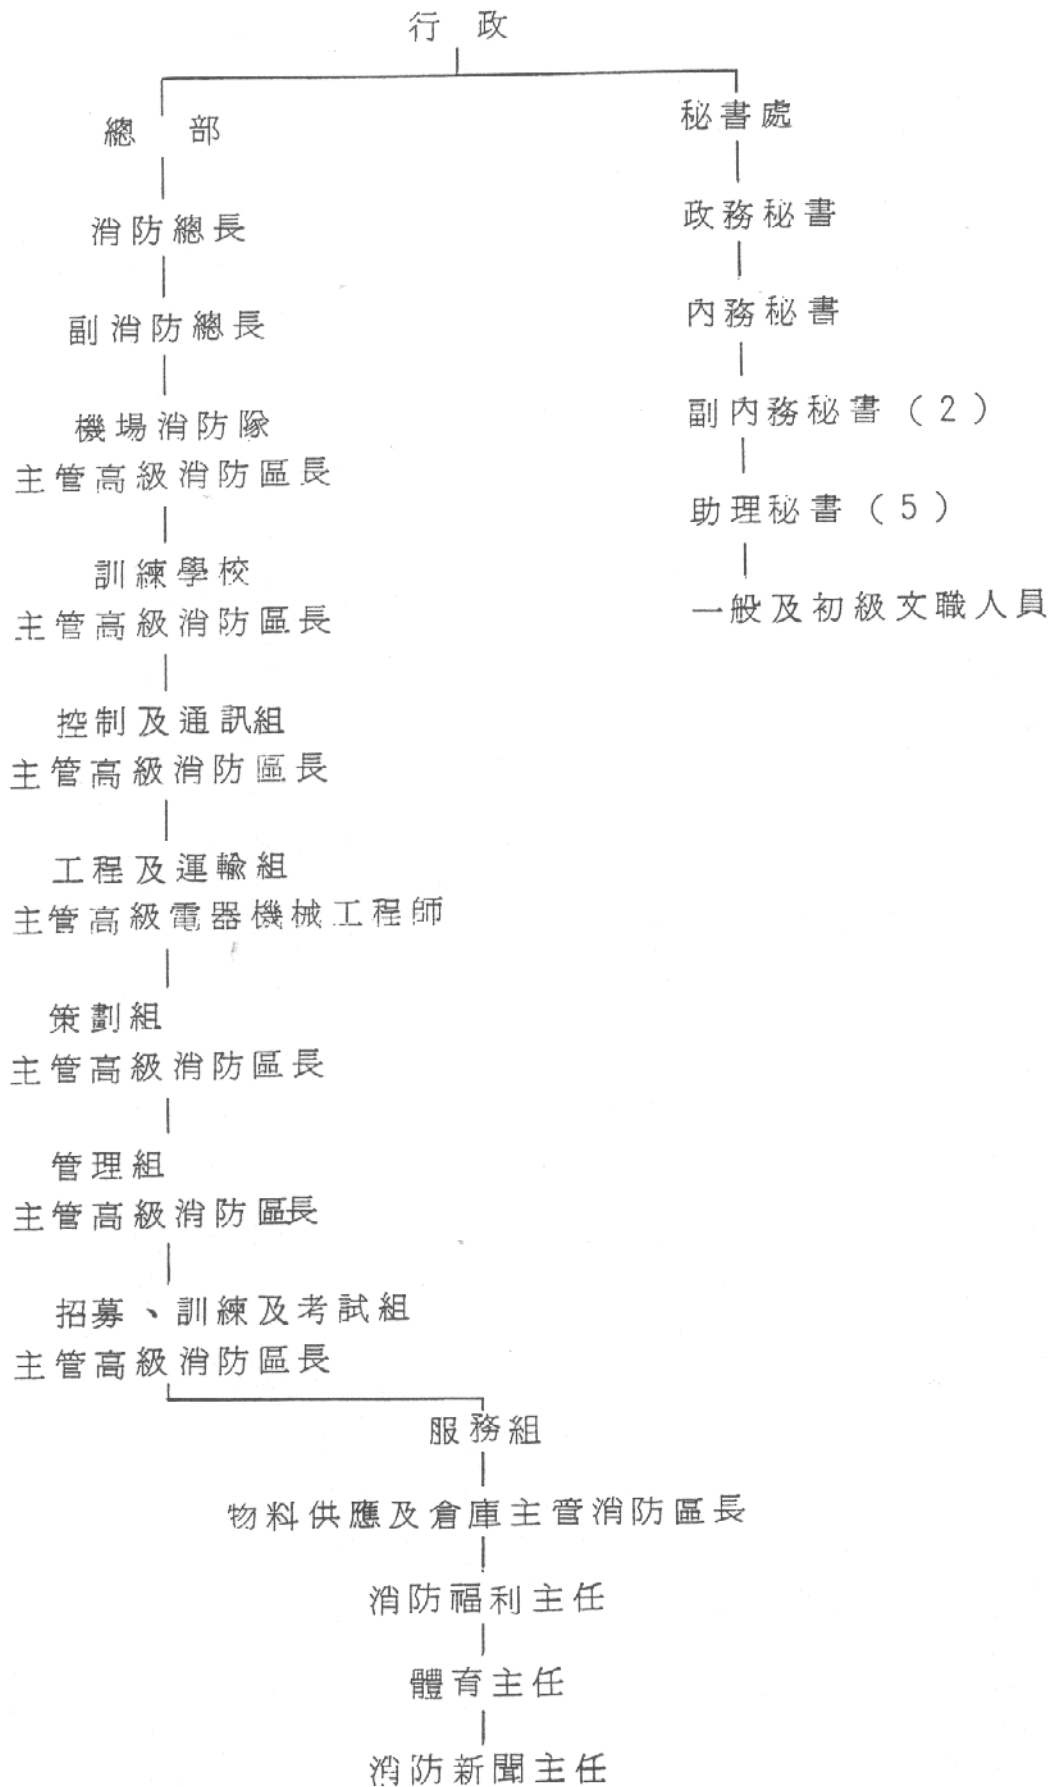 行政
總部
消防總長
副消防總長
機場消防隊
主管高級消防區長
訓練學校
主管高級消防區長
控制及通訊組
主管高級消防區長
工程及運輸組
主管高級電器機械工程師
策劃組
主管高級消防區長
管理組
主管高級消防區長
招募、訓練及考試組
主管高級消防區長
服務組
物料供應及倉庫主管消防區長
消防福利主任
體育主任
消防新聞主任
秘書處
政務秘書
內務秘書
副內務秘書(2)
助理秘書(5)
一般及初級文職人員